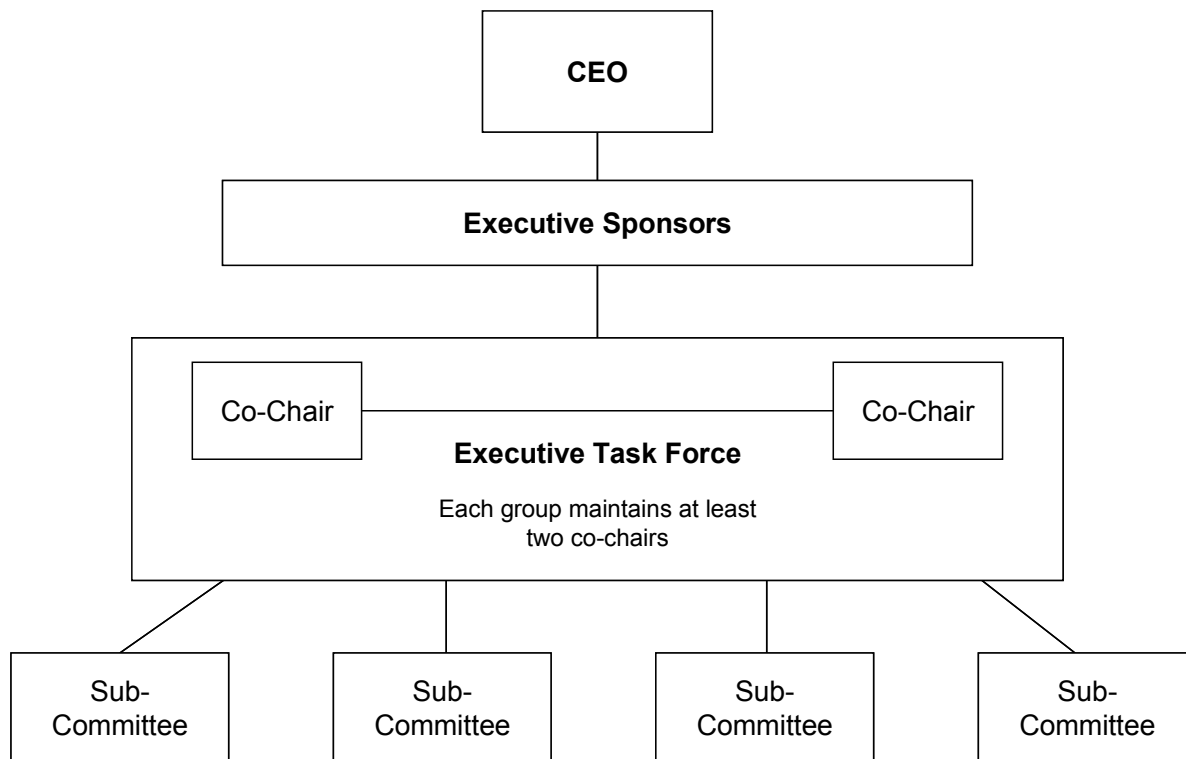 CEO
Executive Sponsors
Co-Chair
Co-Chair
Executive Task Force
Each group maintains at least
two co-chairs
Sub-
Committee
Sub-
Committee
Sub-
Committee
Sub-
Committee